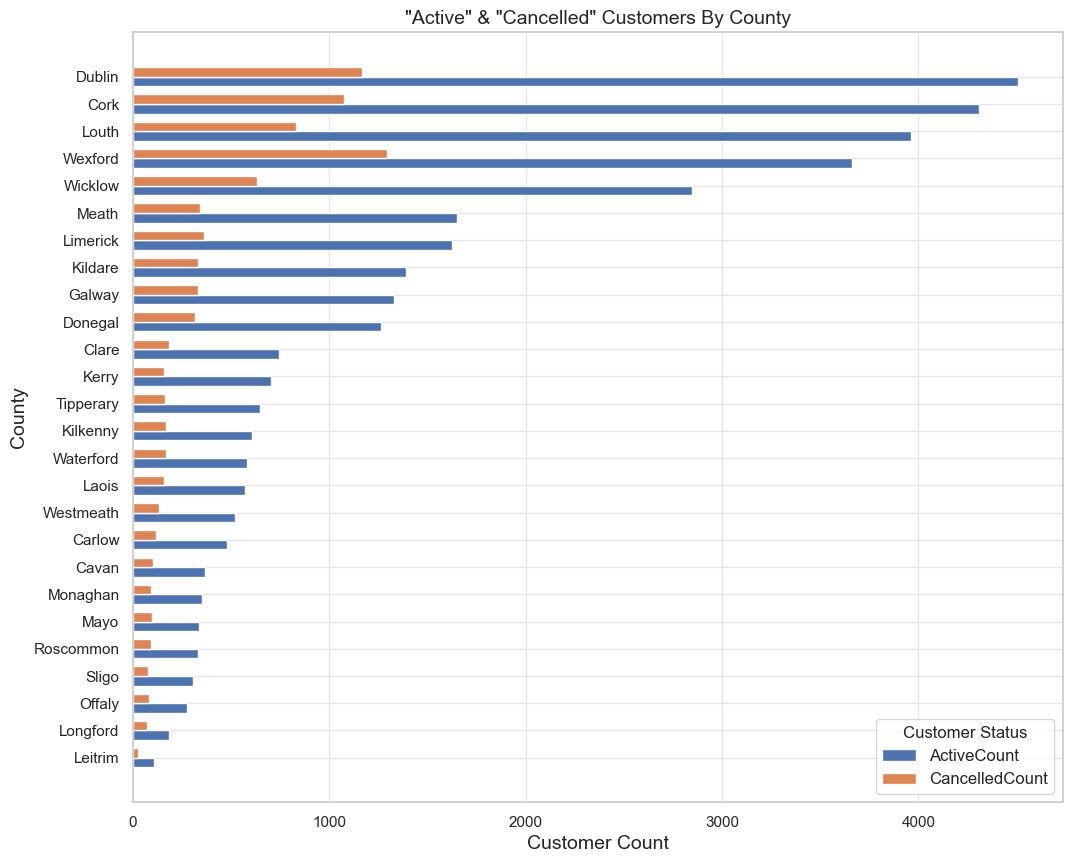 "Active" & "Cancelled" Customers By County
County
Dublin
Cork
Louth
Wexford
Wicklow
Meath
Limerick
Kildare
Galway
Donegal
Clare
Kerry
Tipperary
Kilkenny
Waterford
Laois
Westmeath
Carlow
Cavan
Monaghan
Mayo
Roscommon
Sligo
Offaly
Longford
Leitrim
Customer Status
ActiveCount
CancelledCount
0 1000 2000 3000 4000
Customer Count